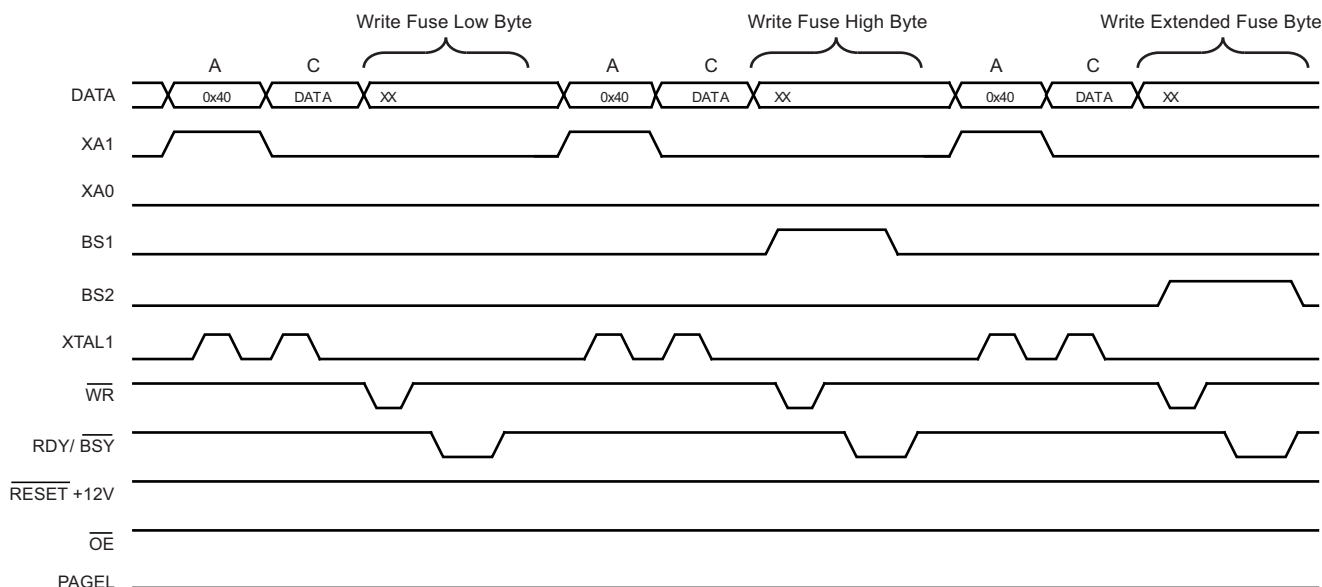 Write Fuse Low Byte Write Fuse High Byte Write Extended Fuse Byte
A C A C A C
DATA 0x40 DATA XX 0x40 DATA XX 0x40 DATA XX
XA1
XA0
BS1
BS2
XTAL1
WR
RDY/ BSY
RESET +12V
OE
PAGEL